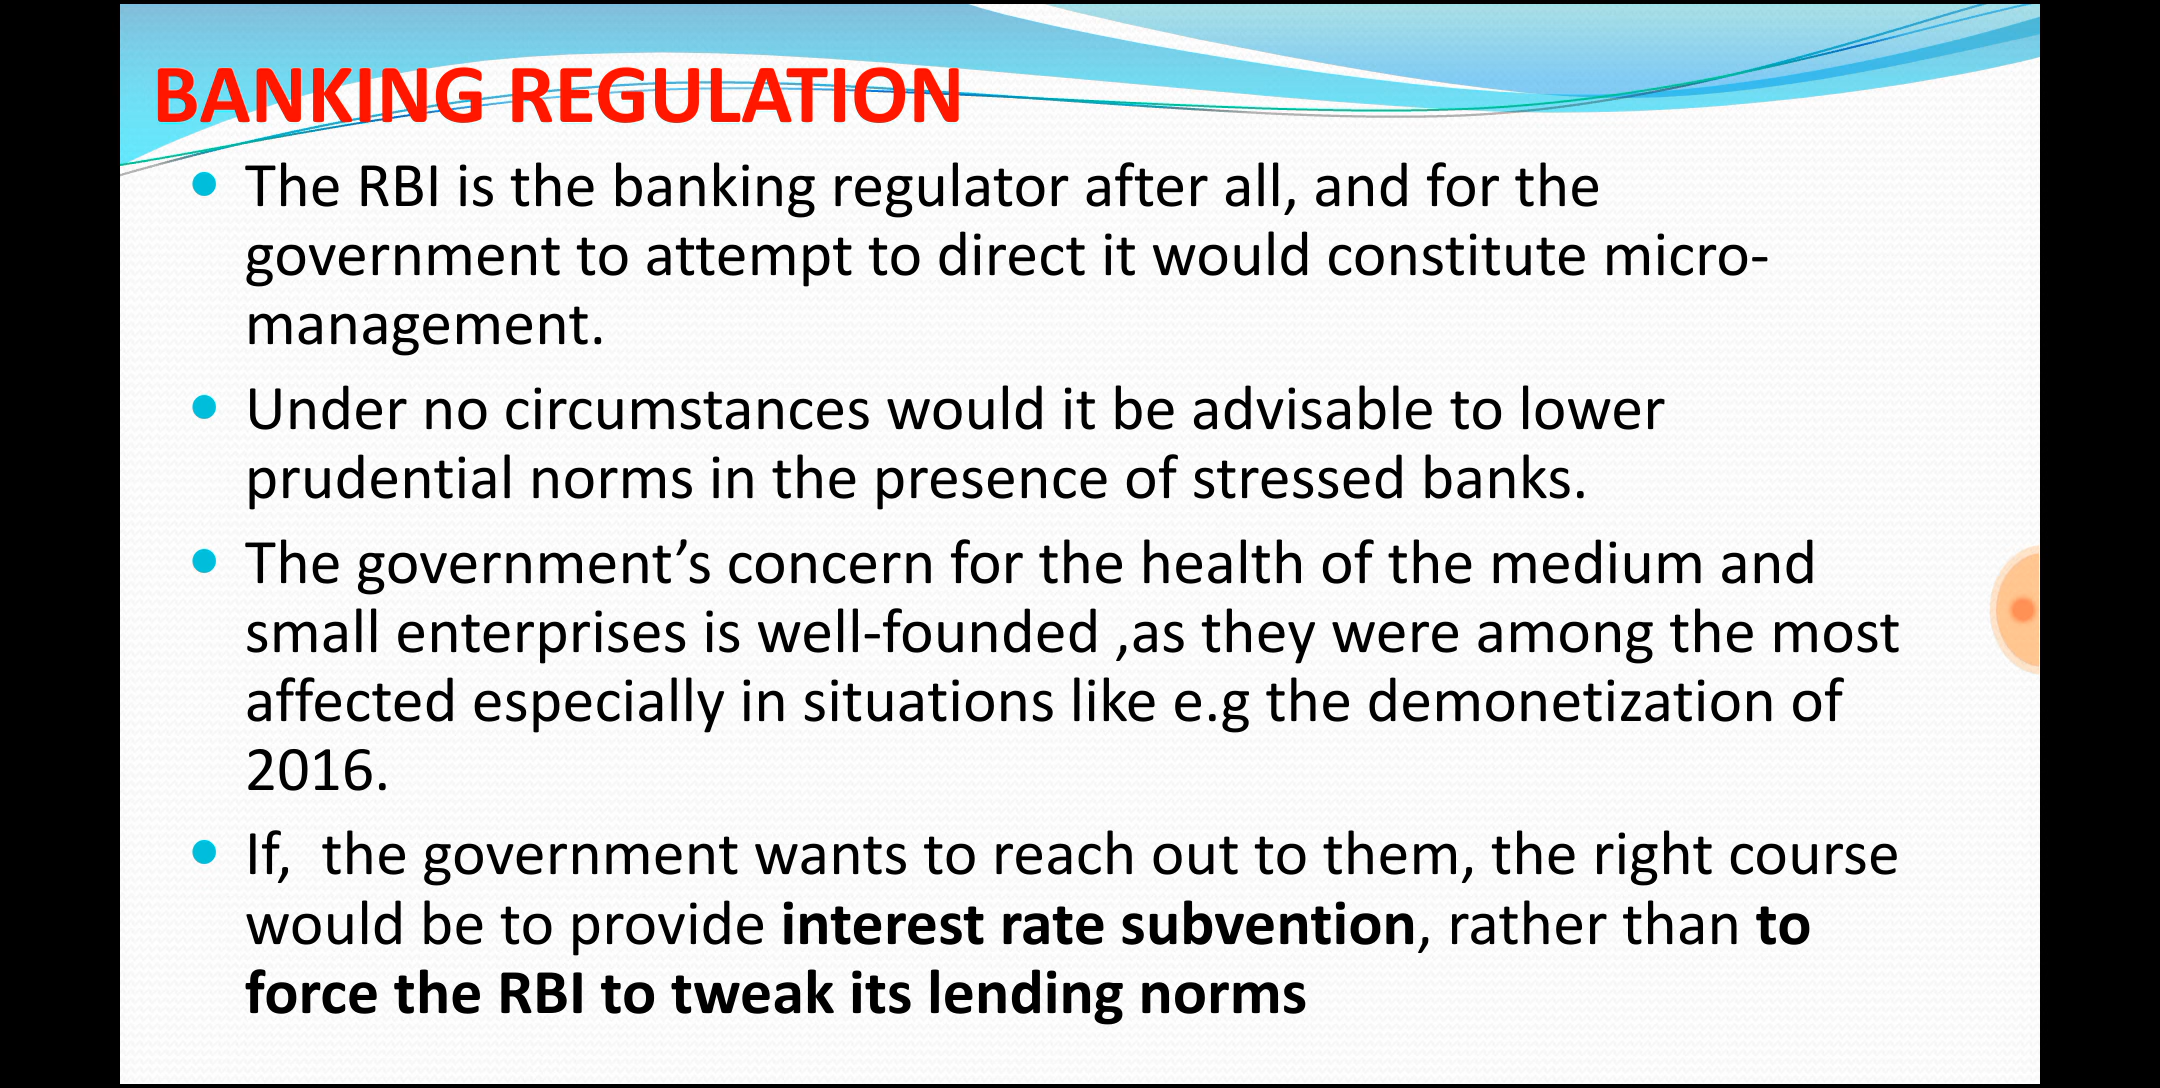 BANKING REGULATION
• The RBI is the banking regulator after all, and for the
government to attempt to direct it would constitute micro-
management.
• Under no circumstances would it be advisable to lower
prudential norms in the presence of stressed banks.
• The government’s concern for the health of the medium and
small enterprises is well-founded ,as they were among the most
affected especially in situations like e.g the demonetization of
2016.
• If,  the government wants to reach out to them, the right course
would be to provide interest rate subvention, rather than to
force the RBI to tweak its lending norms